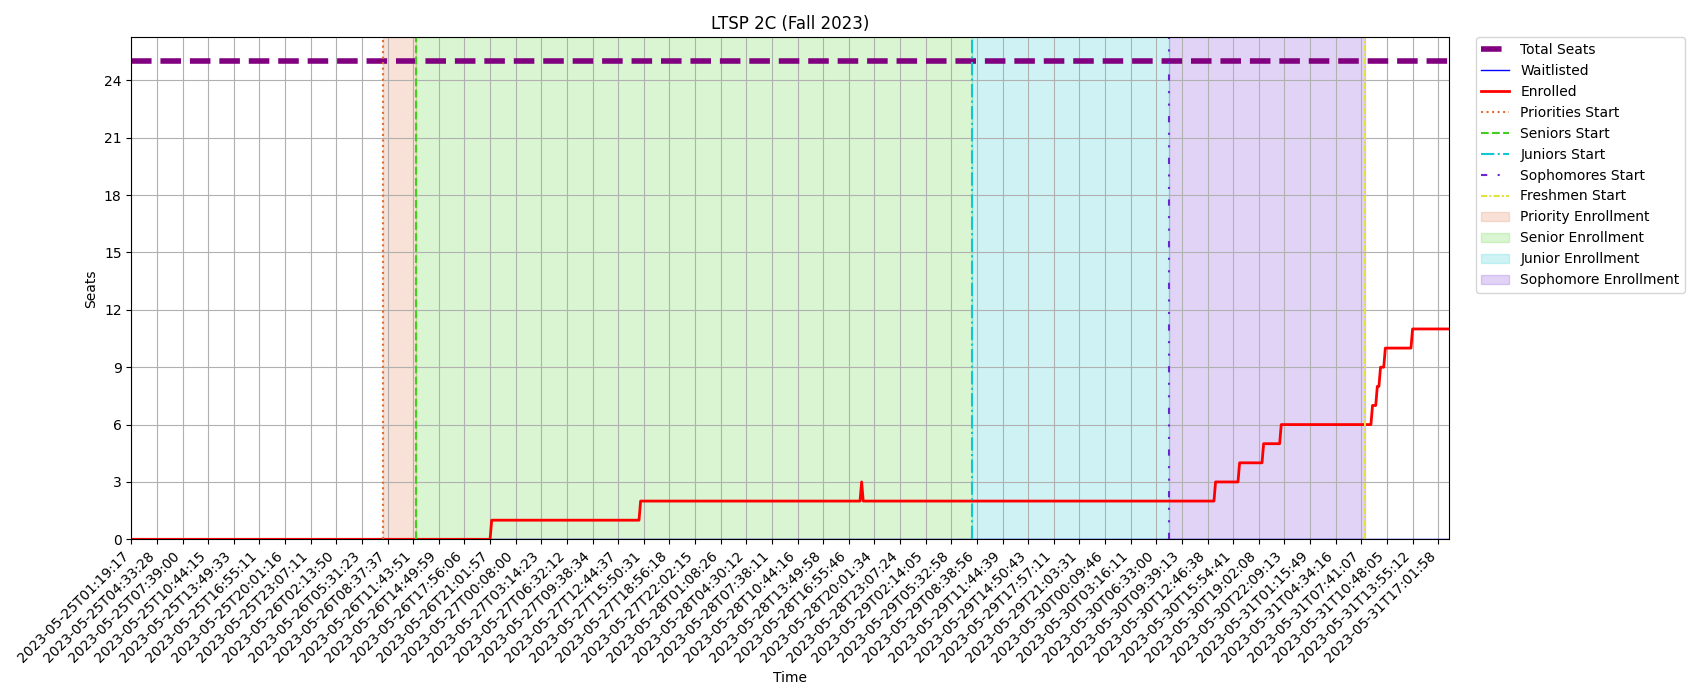 LTSP 2C (Fall 2023)
Seats
24
21
18
15
12
9
6
3
0
2023-05-25T01:19:17
2023-05-25T04:33:28
2023-05-25T07:39:00
2023-05-25T10:44:15
2023-05-25T13:49:33
2023-05-25T16:55:11
2023-05-25T20:01:16
2023-05-25T23:07:11
2023-05-26T02:13:50
2023-05-26T05:31:23
2023-05-26T08:37:37
2023-05-26T11:43:51
2023-05-26T14:49:59
2023-05-26T17:56:06
2023-05-26T21:01:57
2023-05-27T00:08:00
2023-05-27T03:14:23
2023-05-27T06:32:12
2023-05-27T09:38:34
2023-05-27T12:44:37
2023-05-27T15:50:31
2023-05-27T18:56:18
2023-05-27T22:02:15
2023-05-28T01:08:26
2023-05-28T04:30:12
2023-05-28T07:38:11
2023-05-28T10:44:16
2023-05-28T13:49:58
2023-05-28T16:55:46
2023-05-28T20:01:34
2023-05-28T23:07:24
2023-05-29T02:14:05
2023-05-29T05:32:58
2023-05-29T08:38:56
2023-05-29T11:44:39
2023-05-29T14:50:43
2023-05-29T17:57:11
2023-05-29T21:03:31
2023-05-30T00:09:46
2023-05-30T03:16:11
2023-05-30T06:33:00
2023-05-30T09:39:13
2023-05-30T12:46:38
2023-05-30T15:54:41
2023-05-30T19:02:08
2023-05-30T22:09:13
2023-05-31T01:15:49
2023-05-31T04:34:16
2023-05-31T07:41:07
2023-05-31T10:48:05
2023-05-31T13:55:12
2023-05-31T17:01:58
Time
Total Seats
Waitlisted
Enrolled
Priorities Start
Seniors Start
Juniors Start
Sophomores Start
Freshmen Start
Priority Enrollment
Senior Enrollment
Junior Enrollment
Sophomore Enrollment